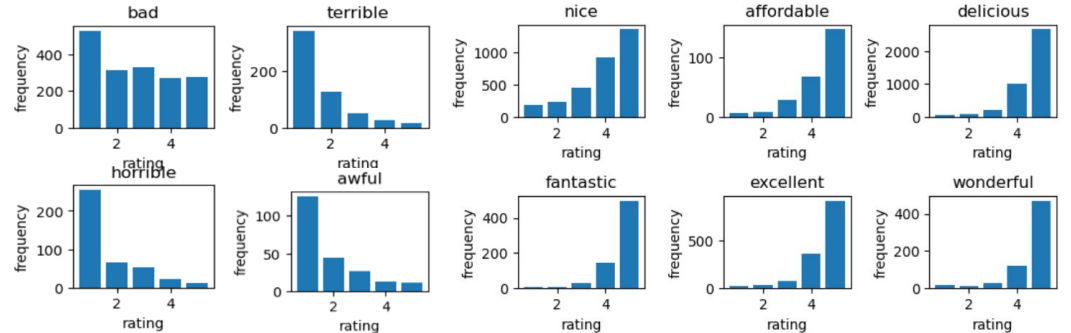 bad
terrible
nice
affordable
delicious
frequency
400
200
0
2
4
rating
frequency
200
0
2
4
rating
frequency
1000
500
0
2
4
rating
frequency
100
0
2
4
rating
frequency
2000
1000
0
2
4
rating
horrible
awful
fantastic
excellent
wonderful
frequency
200
100
0
2
4
rating
frequency
100
50
0
2
4
rating
frequency
400
200
0
2
4
rating
frequency
500
0
2
4
rating
frequency
400
200
0
2
4
rating